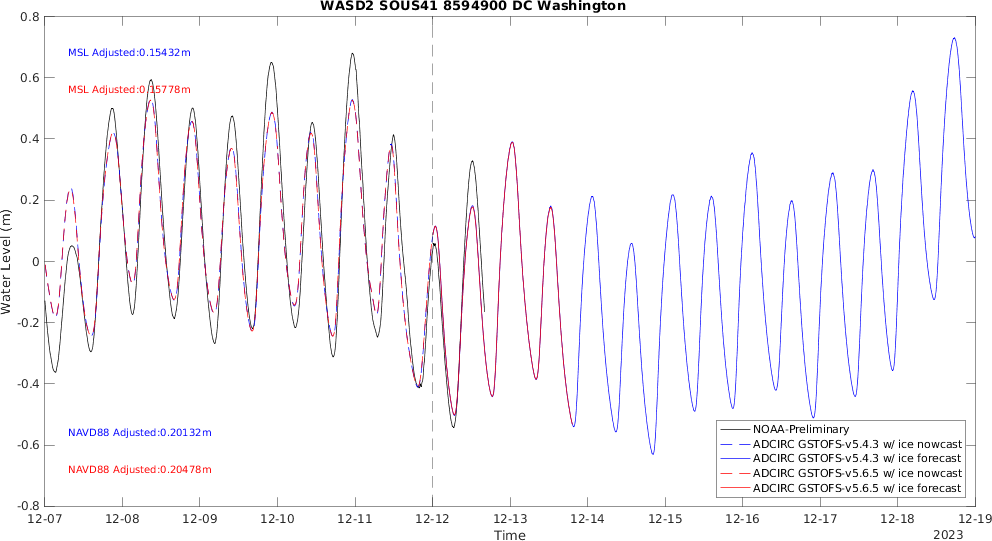 WASD2 SOUS41 8594900 DC Washington
0.8
0.6
0.4
0.2
0
-0.2
-0.4
-0.6
-0.8
Water Level (m)
MSL Adjusted:0.15432m
MSL Adjusted:0.15778m
NAVD88 Adjusted:0.20132m
NAVD88 Adjusted:0.20478m
NOAA-Preliminary
ADCIRC GSTOFS-v5.4.3 w/ ice nowcast
ADCIRC GSTOFS-v5.4.3 w/ ice forecast
ADCIRC GSTOFS-v5.6.5 w/ ice nowcast
ADCIRC GSTOFS-v5.6.5 w/ ice forecast
12-07 12-08 12-09 12-10 12-11 12-12 12-13 12-14 12-15 12-16 12-17 12-18 12-19
Time
2023